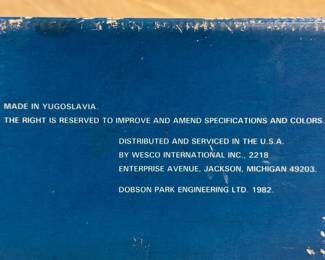 MADE IN YUGOSLAVIA.
THE RIGHT IS RESERVED TO IMPROVE AND AMEND SPECIFICATIONS AND COLORS.
DISTRIBUTED AND SERVICED IN THE U.S.A.
BY WESCO INTERNATIONAL INC., 2218
ENTERPRISE AVENUE, JACKSON, MICHIGAN 49203.
DOBSON PARK ENGINEERING LTD. 1982.